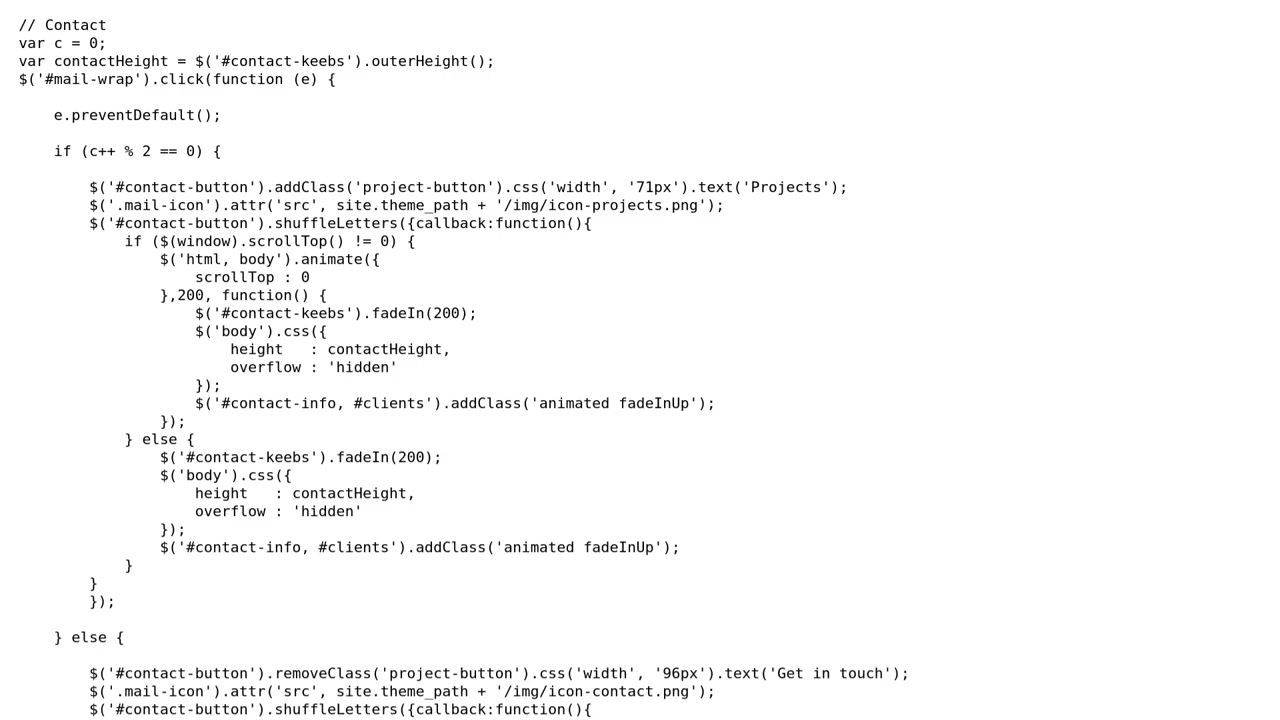 // Contact
var c = 0;
var contactHeight = $('#contact-keebs').outerHeight();
$('#mail-wrap').click(function (e) {
    e.preventDefault();
    if (c++ % 2 == 0) {
        $('#contact-button').addClass('project-button').css('width', '71px').text('Projects');
        $('.mail-icon').attr('src', site.theme_path + '/img/icon-projects.png');
        $('#contact-button').shuffleLetters({callback:function(){
            if ($(window).scrollTop() != 0) {
                $('html, body').animate({
                    scrollTop : 0
                },200, function() {
                    $('#contact-keebs').fadeIn(200);
                    $('body').css({
                        height   : contactHeight,
                        overflow : 'hidden'
                    });
                    $('#contact-info, #clients').addClass('animated fadeInUp');
                });
            } else {
                $('#contact-keebs').fadeIn(200);
                $('body').css({
                    height   : contactHeight,
                    overflow : 'hidden'
                });
                $('#contact-info, #clients').addClass('animated fadeInUp');
            }
        }
        });
    } else {
        $('#contact-button').removeClass('project-button').css('width', '96px').text('Get in touch');
        $('.mail-icon').attr('src', site.theme_path + '/img/icon-contact.png');
        $('#contact-button').shuffleLetters({callback:function(){